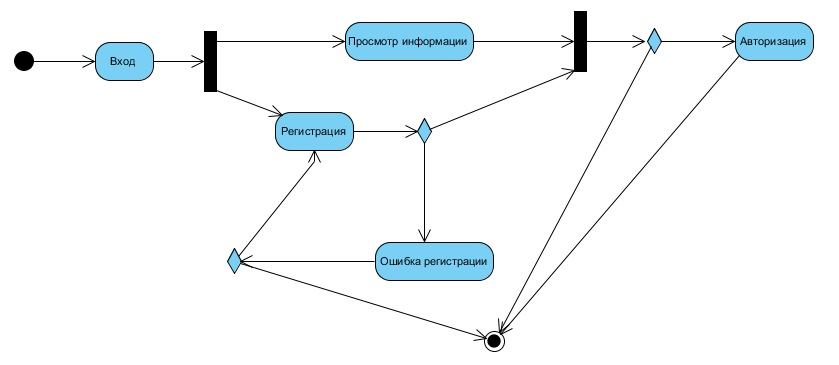 Вход
Просмотр информации
Авторизация
Регистрация
Ошибка регистрации